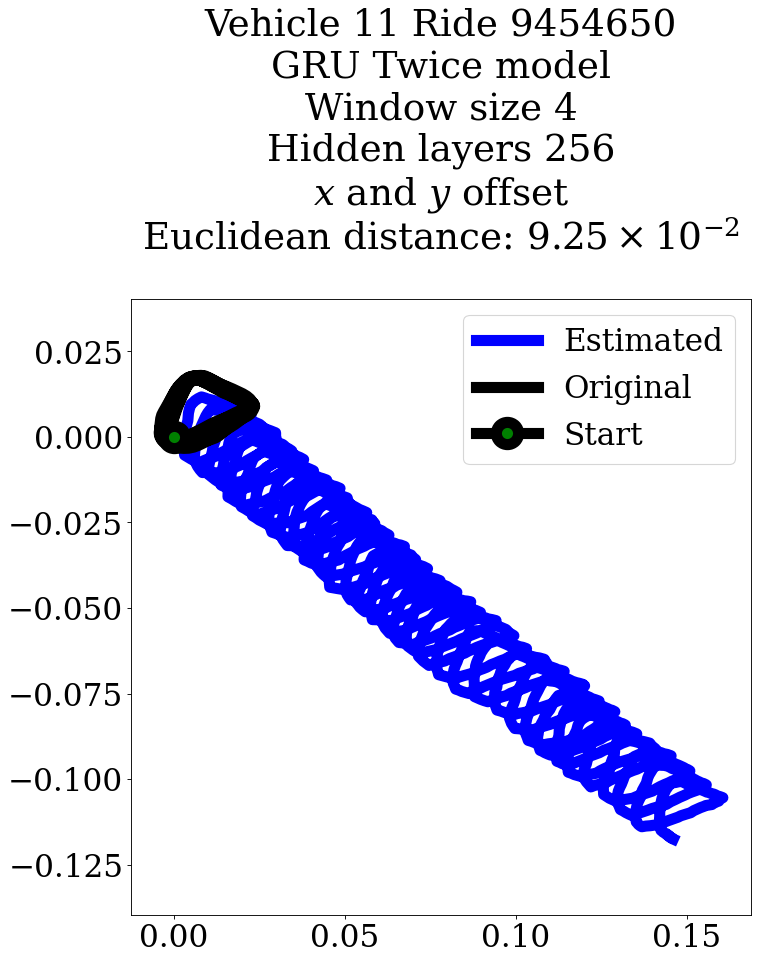 Vehicle 11 Ride 9454650
GRU Twice model
Window size 4
Hidden layers 256
x and y offset
Euclidean distance: 9.25 × 10⁻²
Estimated
Original
Start
0.025
0.000
−0.025
−0.050
−0.075
−0.100
−0.125
0.00 0.05 0.10 0.15